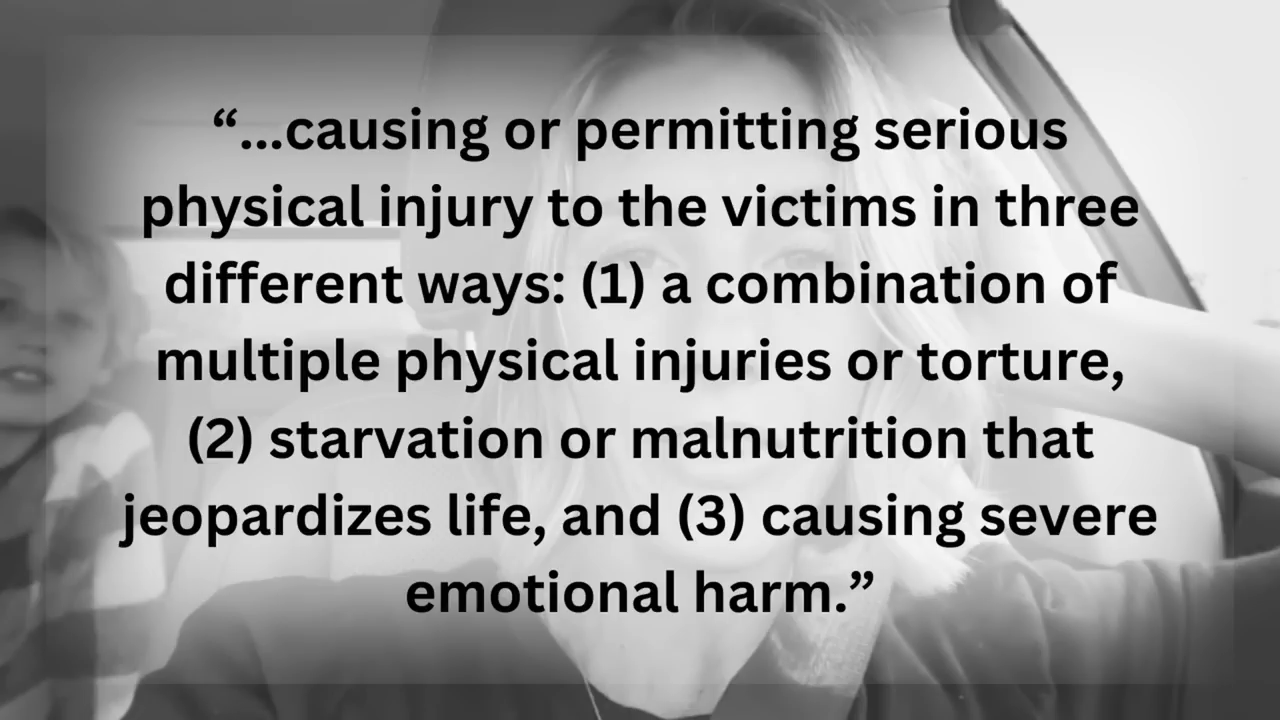 “...causing or permitting serious
physical injury to the victims in three
different ways: (1) a combination of
multiple physical injuries or torture,
(2) starvation or malnutrition that
jeopardizes life, and (3) causing severe
emotional harm.”